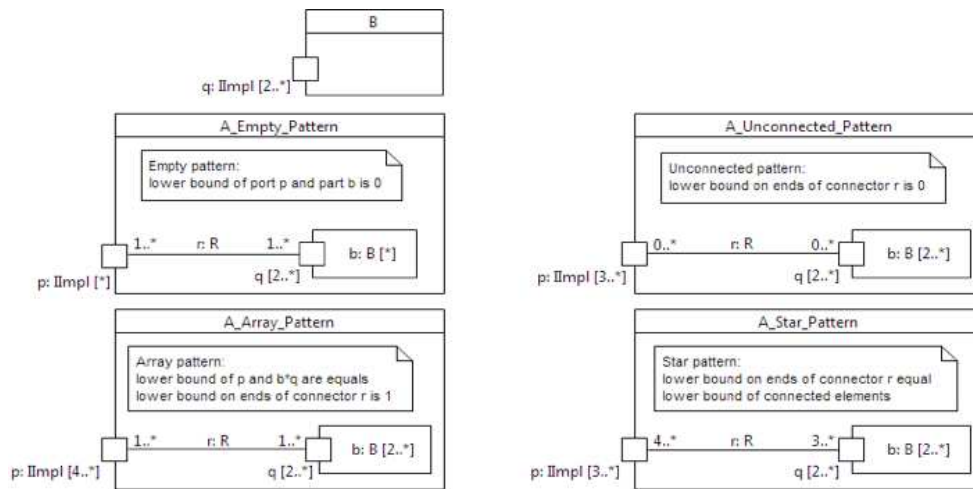 B
q: IImpl [2..*]
A_Empty_Pattern
Empty pattern:
lower bound of port p and part b is 0
1..* r: R 1..*
b: B [*]
p: IImpl [*]
q [2..*]
A_Unconnected_Pattern
Unconnected pattern:
lower bound on ends of connector r is 0
0..* r: R 0..*
b: B [2..*]
p: IImpl [3..*]
q [2..*]
A_Array_Pattern
Array pattern:
lower bound of p and b*q are equals
lower bound on ends of connector r is 1
1..* r: R 1..*
b: B [2..*]
p: IImpl [4..*]
q [2..*]
A_Star_Pattern
Star pattern:
lower bound on ends of connector r equal
lower bound of connected elements
4..* r: R 3..*
b: B [2..*]
p: IImpl [3..*]
q [2..*]